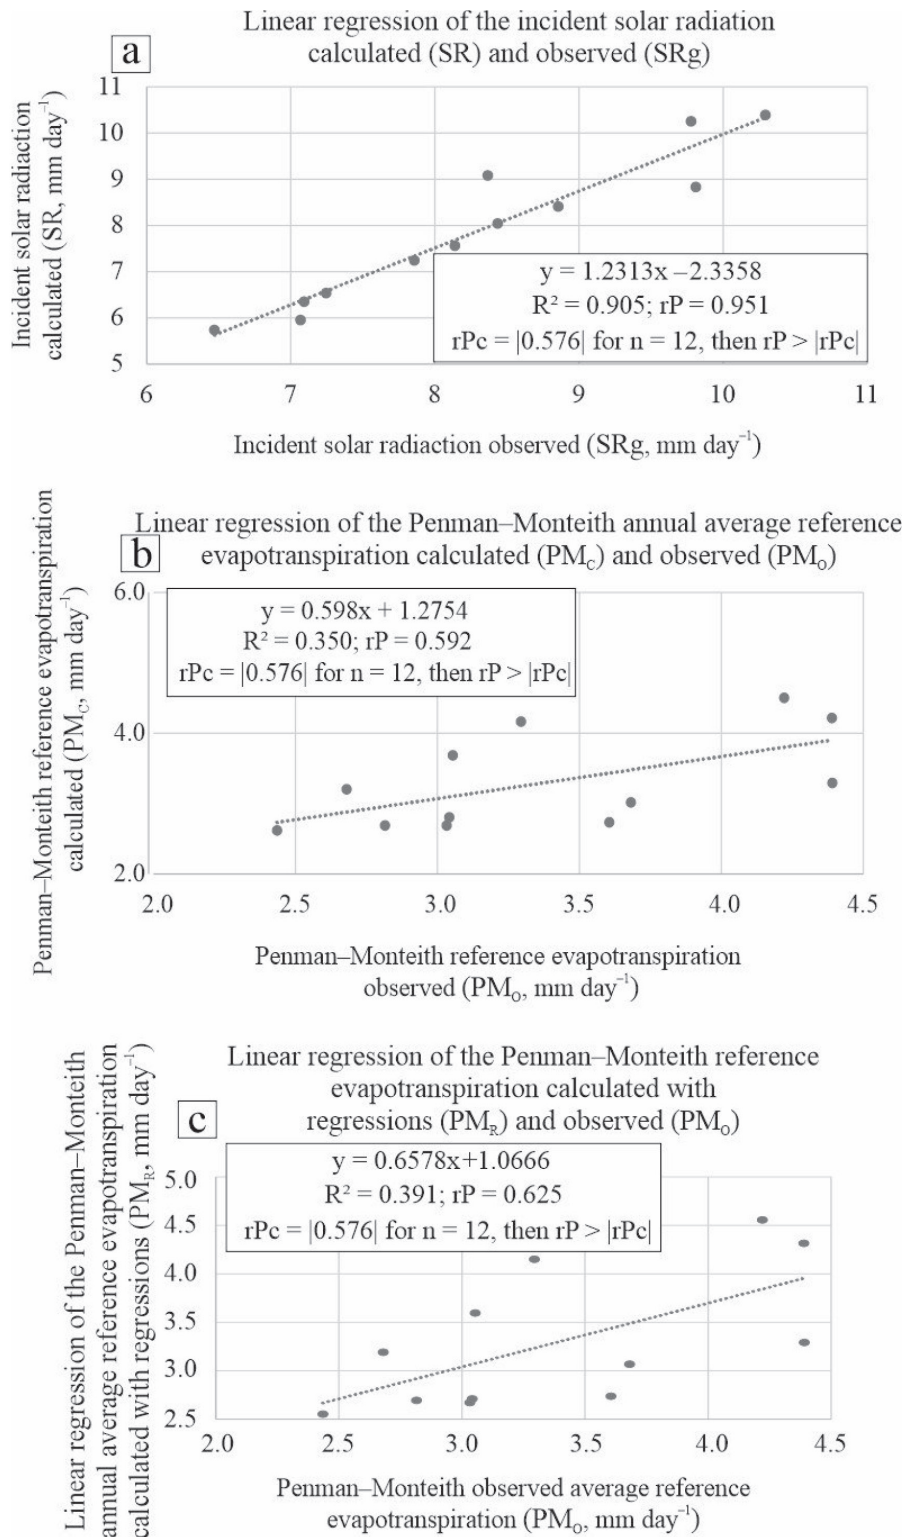 Linear regression of the incident solar radiation
calculated (SR) and observed (SRg)
a
Incident solar radiaction
calculated (SR, mm day⁻¹)
11
10
9
8
7
6
5
y = 1.2313x –2.3358
R² = 0.905; rP = 0.951
rPc = |0.576| for n = 12, then rP > |rPc|
6 7 8 9 10 11
Incident solar radiaction observed (SRg, mm day⁻¹)
Linear regression of the Penman–Monteith annual average reference
evapotranspiration calculated (PM_C) and observed (PM_O)
b
Penman–Monteith reference evapotranspiration
calculated (PM_C, mm day⁻¹)
6.0
4.0
2.0
y = 0.598x + 1.2754
R² = 0.350; rP = 0.592
rPc = |0.576| for n = 12, then rP > |rPc|
2.0 2.5 3.0 3.5 4.0 4.5
Penman–Monteith reference evapotranspiration
observed (PM_O, mm day⁻¹)
Linear regression of the Penman–Monteith reference
evapotranspiration calculated with
regressions (PM_R) and observed (PM_O)
c
Linear regression of the Penman–Monteith
annual average reference evapotranspiration
calculated with regressions (PM_R, mm day⁻¹)
5.0
4.5
4.0
3.5
3.0
2.5
y = 0.6578x+1.0666
R² = 0.391; rP = 0.625
rPc = |0.576| for n = 12, then rP > |rPc|
2.0 2.5 3.0 3.5 4.0 4.5
Penman–Monteith observed average reference
evapotranspiration (PM_O, mm day⁻¹)